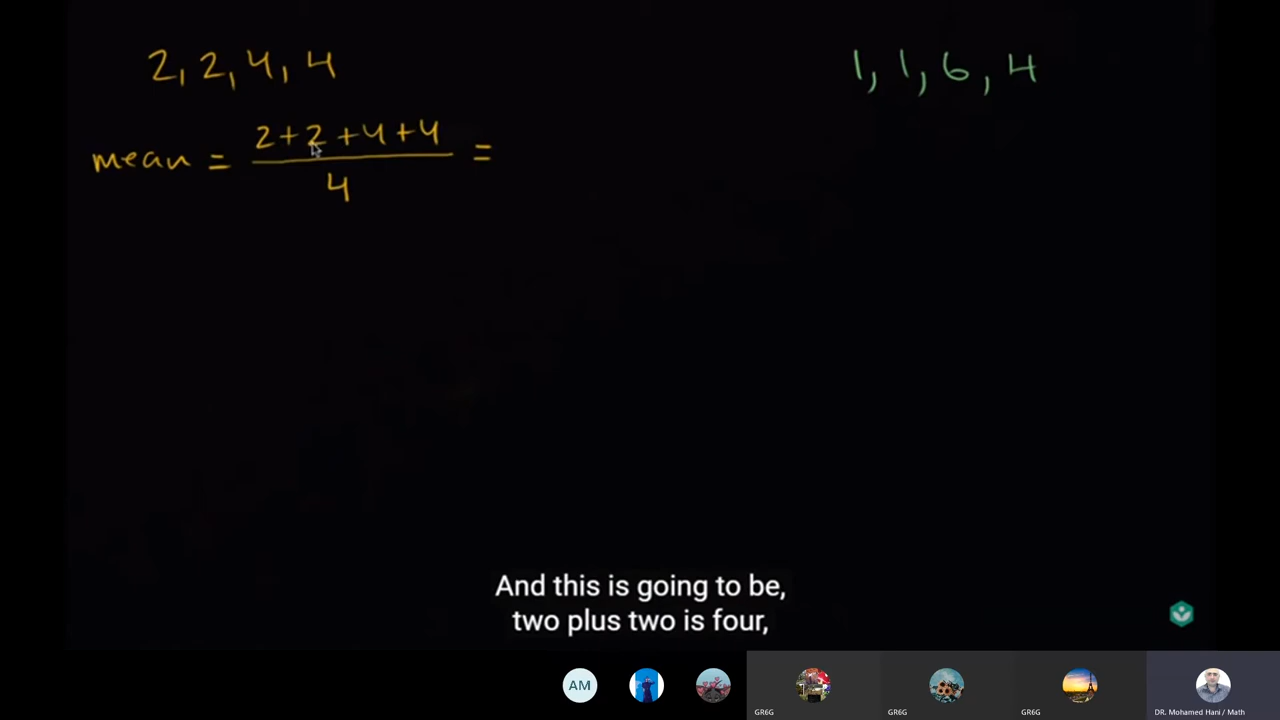 2, 2, 4, 4
1, 1, 6, 4
mean = 2+2+4+4 =
4
And this is going to be,
two plus two is four,
AM
GR6G
GR6G
GR6G
DR. Mohamed Hani / Math